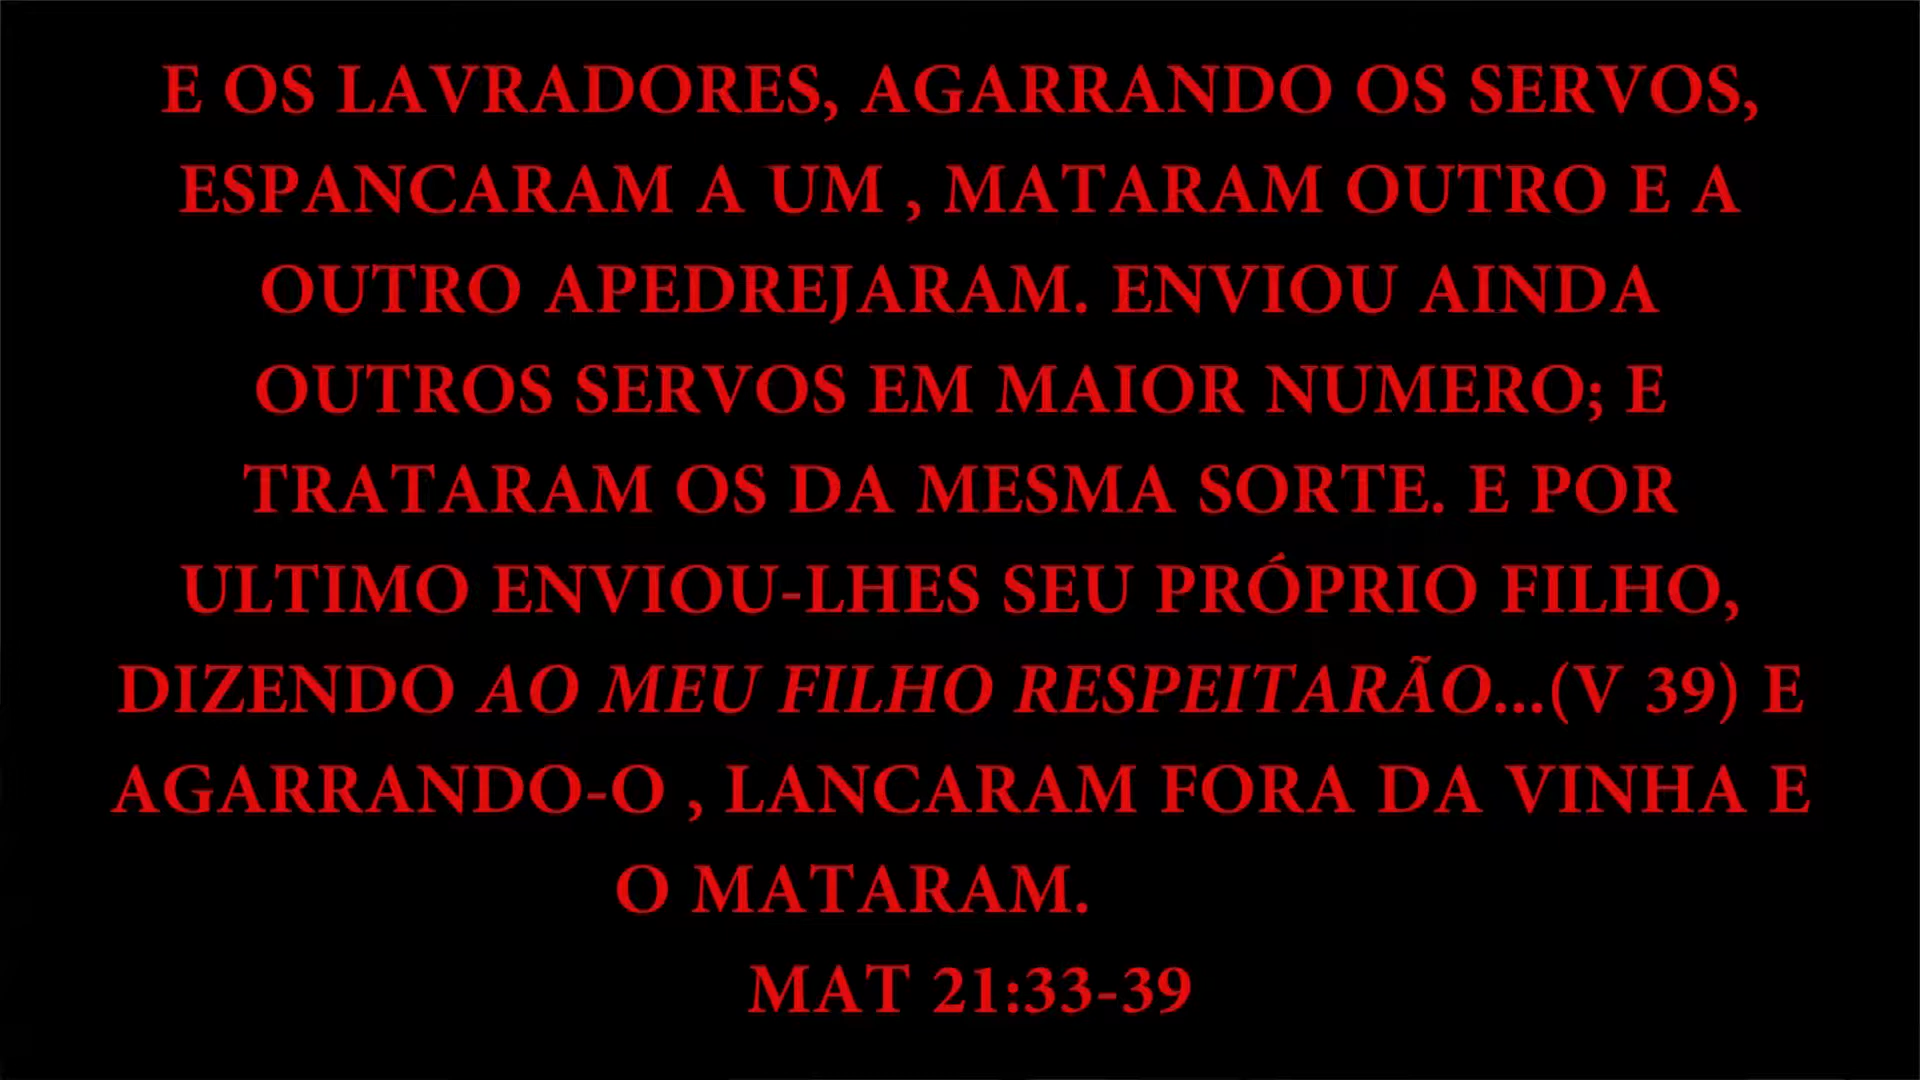 E OS LAVRADORES, AGARRANDO OS SERVOS,
ESPANCARAM A UM , MATARAM OUTRO E A
OUTRO APEDREJARAM. ENVIOU AINDA
OUTROS SERVOS EM MAIOR NUMERO; E
TRATARAM OS DA MESMA SORTE. E POR
ULTIMO ENVIOU-LHES SEU PRÓPRIO FILHO,
DIZENDO AO MEU FILHO RESPEITARÃO...(V 39) E
AGARRANDO-O , LANCARAM FORA DA VINHA E
O MATARAM.
MAT 21:33-39